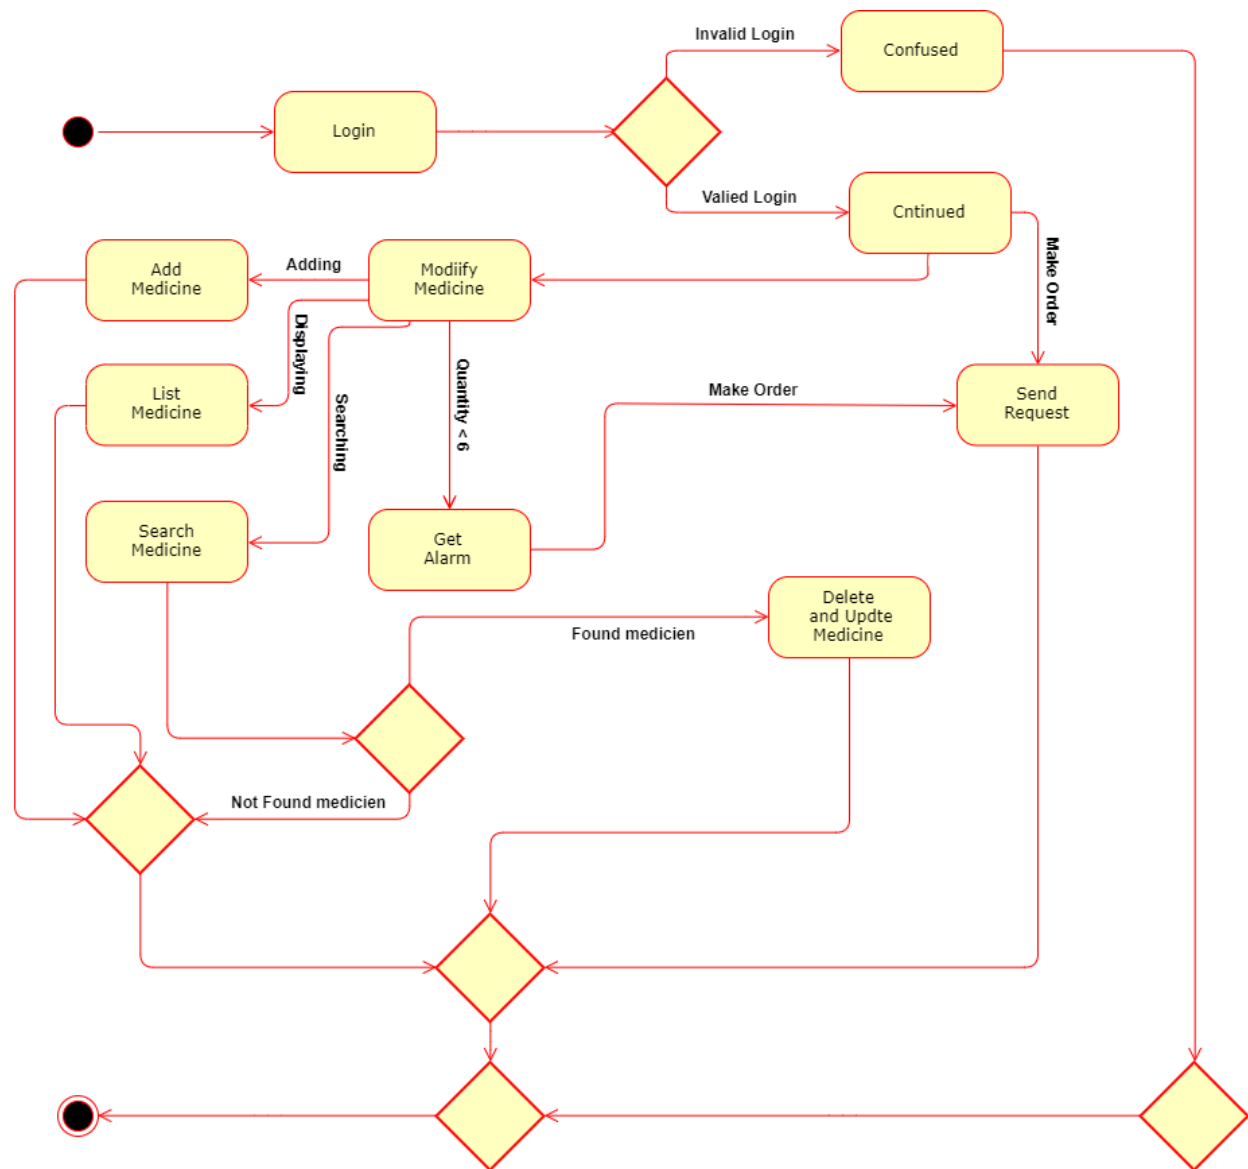 Invalid Login
Confused
Login
Valied Login
Cntinued
Make Order
Add
Medicine
Adding
Modiify
Medicine
Displaying
Searching
Quantity < 6
List
Medicine
Make Order
Send
Request
Search
Medicine
Get
Alarm
Delete
and Updte
Medicine
Found medicien
Not Found medicien